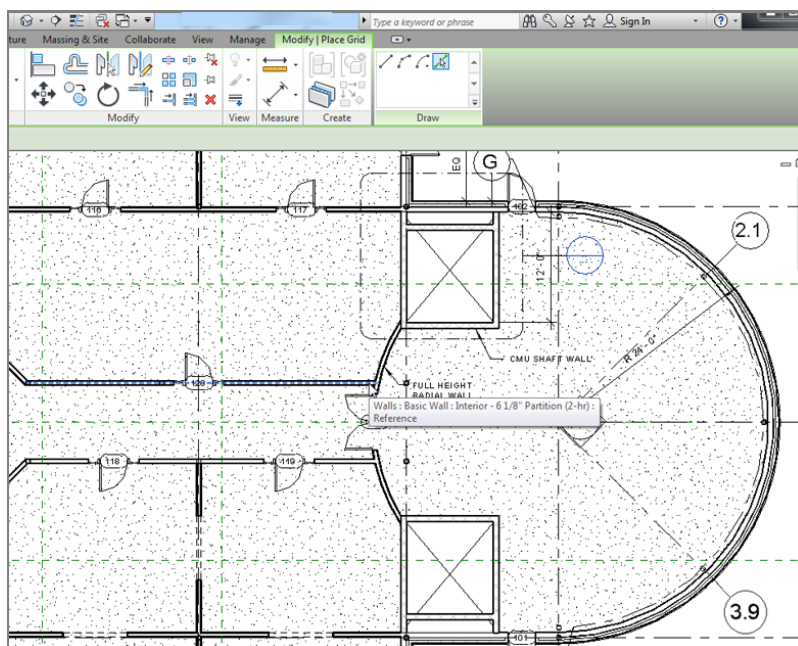 Type a keyword or phrase
Sign In
ture Massing & Site Collaborate View Manage Modify | Place Grid
Modify View Measure Create Draw
EQ
G
116
117
102
2.1
12' - 0"
R 24' - 0"
CMU SHAFT WALL
120
FULL HEIGHT
RADIAL WALL
Walls : Basic Wall : Interior - 6 1/8" Partition (2-hr) :
Reference
118
119
3.9
101